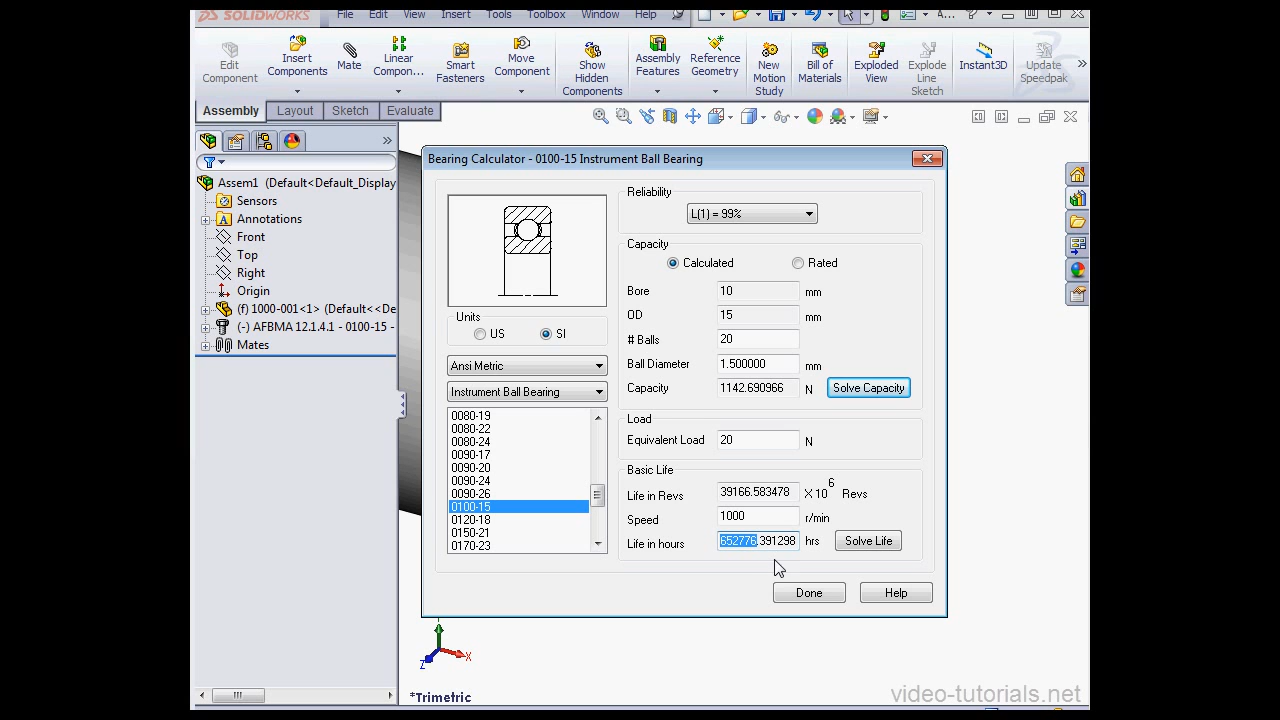 SOLIDWORKS File Edit View Insert Tools Toolbox Window Help A... ?
Edit Component
Insert Components
Mate
Linear Compon...
Smart Fasteners
Move Component
Show Hidden Components
Assembly Features
Reference Geometry
New Motion Study
Bill of Materials
Exploded View
Explode Line Sketch
Instant3D
Update Speedpak
Assembly Layout Sketch Evaluate
Assem1 (Default<Default_Display
Sensors
Annotations
Front
Top
Right
Origin
(f) 1000-001<1> (Default<<De
(-) AFBMA 12.1.4.1 - 0100-15 -
Mates
Bearing Calculator - 0100-15 Instrument Ball Bearing
Units
US SI
Ansi Metric
Instrument Ball Bearing
0080-19
0080-22
0080-24
0090-17
0090-20
0090-24
0090-26
0100-15
0120-18
0150-21
0170-23
Reliability
L(1) = 99%
Capacity
Calculated Rated
Bore 10 mm
OD 15 mm
# Balls 20
Ball Diameter 1.500000 mm
Capacity 1142.690966 N Solve Capacity
Load
Equivalent Load 20 N
Basic Life
Life in Revs 39166.583478 X 10 6 Revs
Speed 1000 r/min
Life in hours 652776.391298 hrs Solve Life
Done Help
Z X
*Trimetric
video-tutorials.net